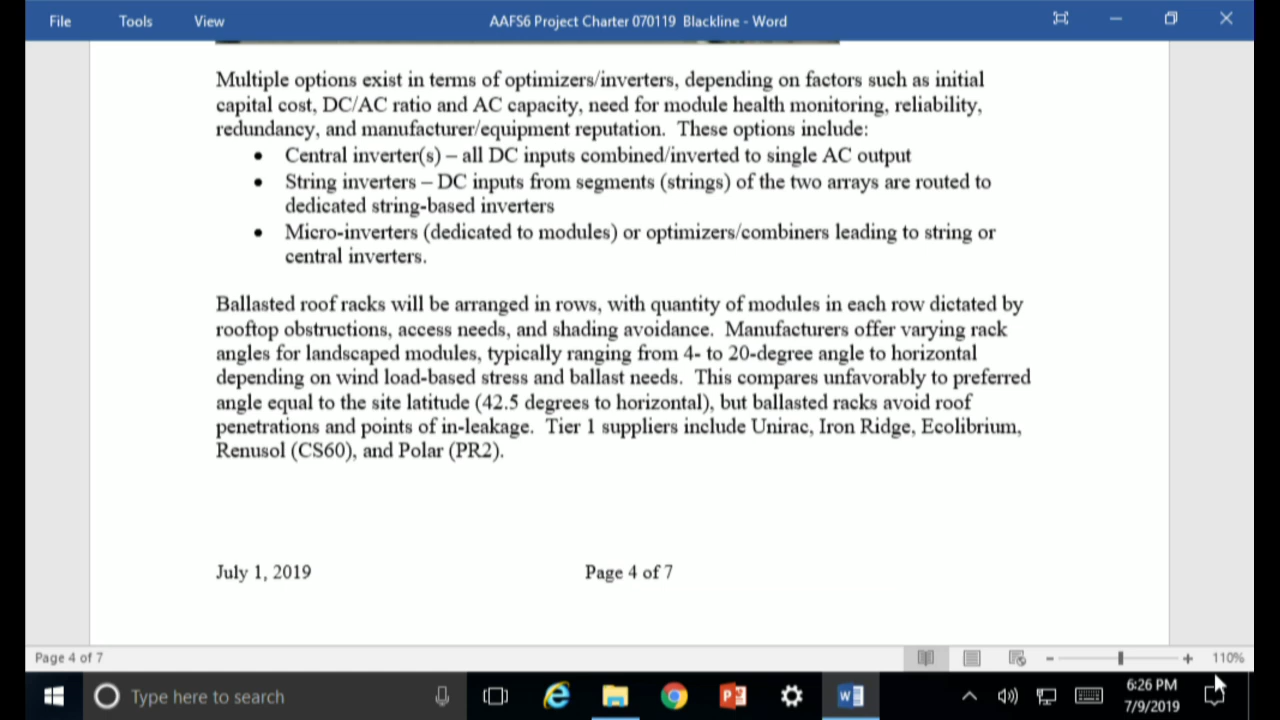 File Tools View AAFS6 Project Charter 070119 Blackline - Word
Multiple options exist in terms of optimizers/inverters, depending on factors such as initial
capital cost, DC/AC ratio and AC capacity, need for module health monitoring, reliability,
redundancy, and manufacturer/equipment reputation. These options include:
• Central inverter(s) – all DC inputs combined/inverted to single AC output
• String inverters – DC inputs from segments (strings) of the two arrays are routed to
dedicated string-based inverters
• Micro-inverters (dedicated to modules) or optimizers/combiners leading to string or
central inverters.
Ballasted roof racks will be arranged in rows, with quantity of modules in each row dictated by
rooftop obstructions, access needs, and shading avoidance. Manufacturers offer varying rack
angles for landscaped modules, typically ranging from 4- to 20-degree angle to horizontal
depending on wind load-based stress and ballast needs. This compares unfavorably to preferred
angle equal to the site latitude (42.5 degrees to horizontal), but ballasted racks avoid roof
penetrations and points of in-leakage. Tier 1 suppliers include Unirac, Iron Ridge, Ecolibrium,
Renusol (CS60), and Polar (PR2).
July 1, 2019 Page 4 of 7
Page 4 of 7 110%
Type here to search
6:26 PM
7/9/2019